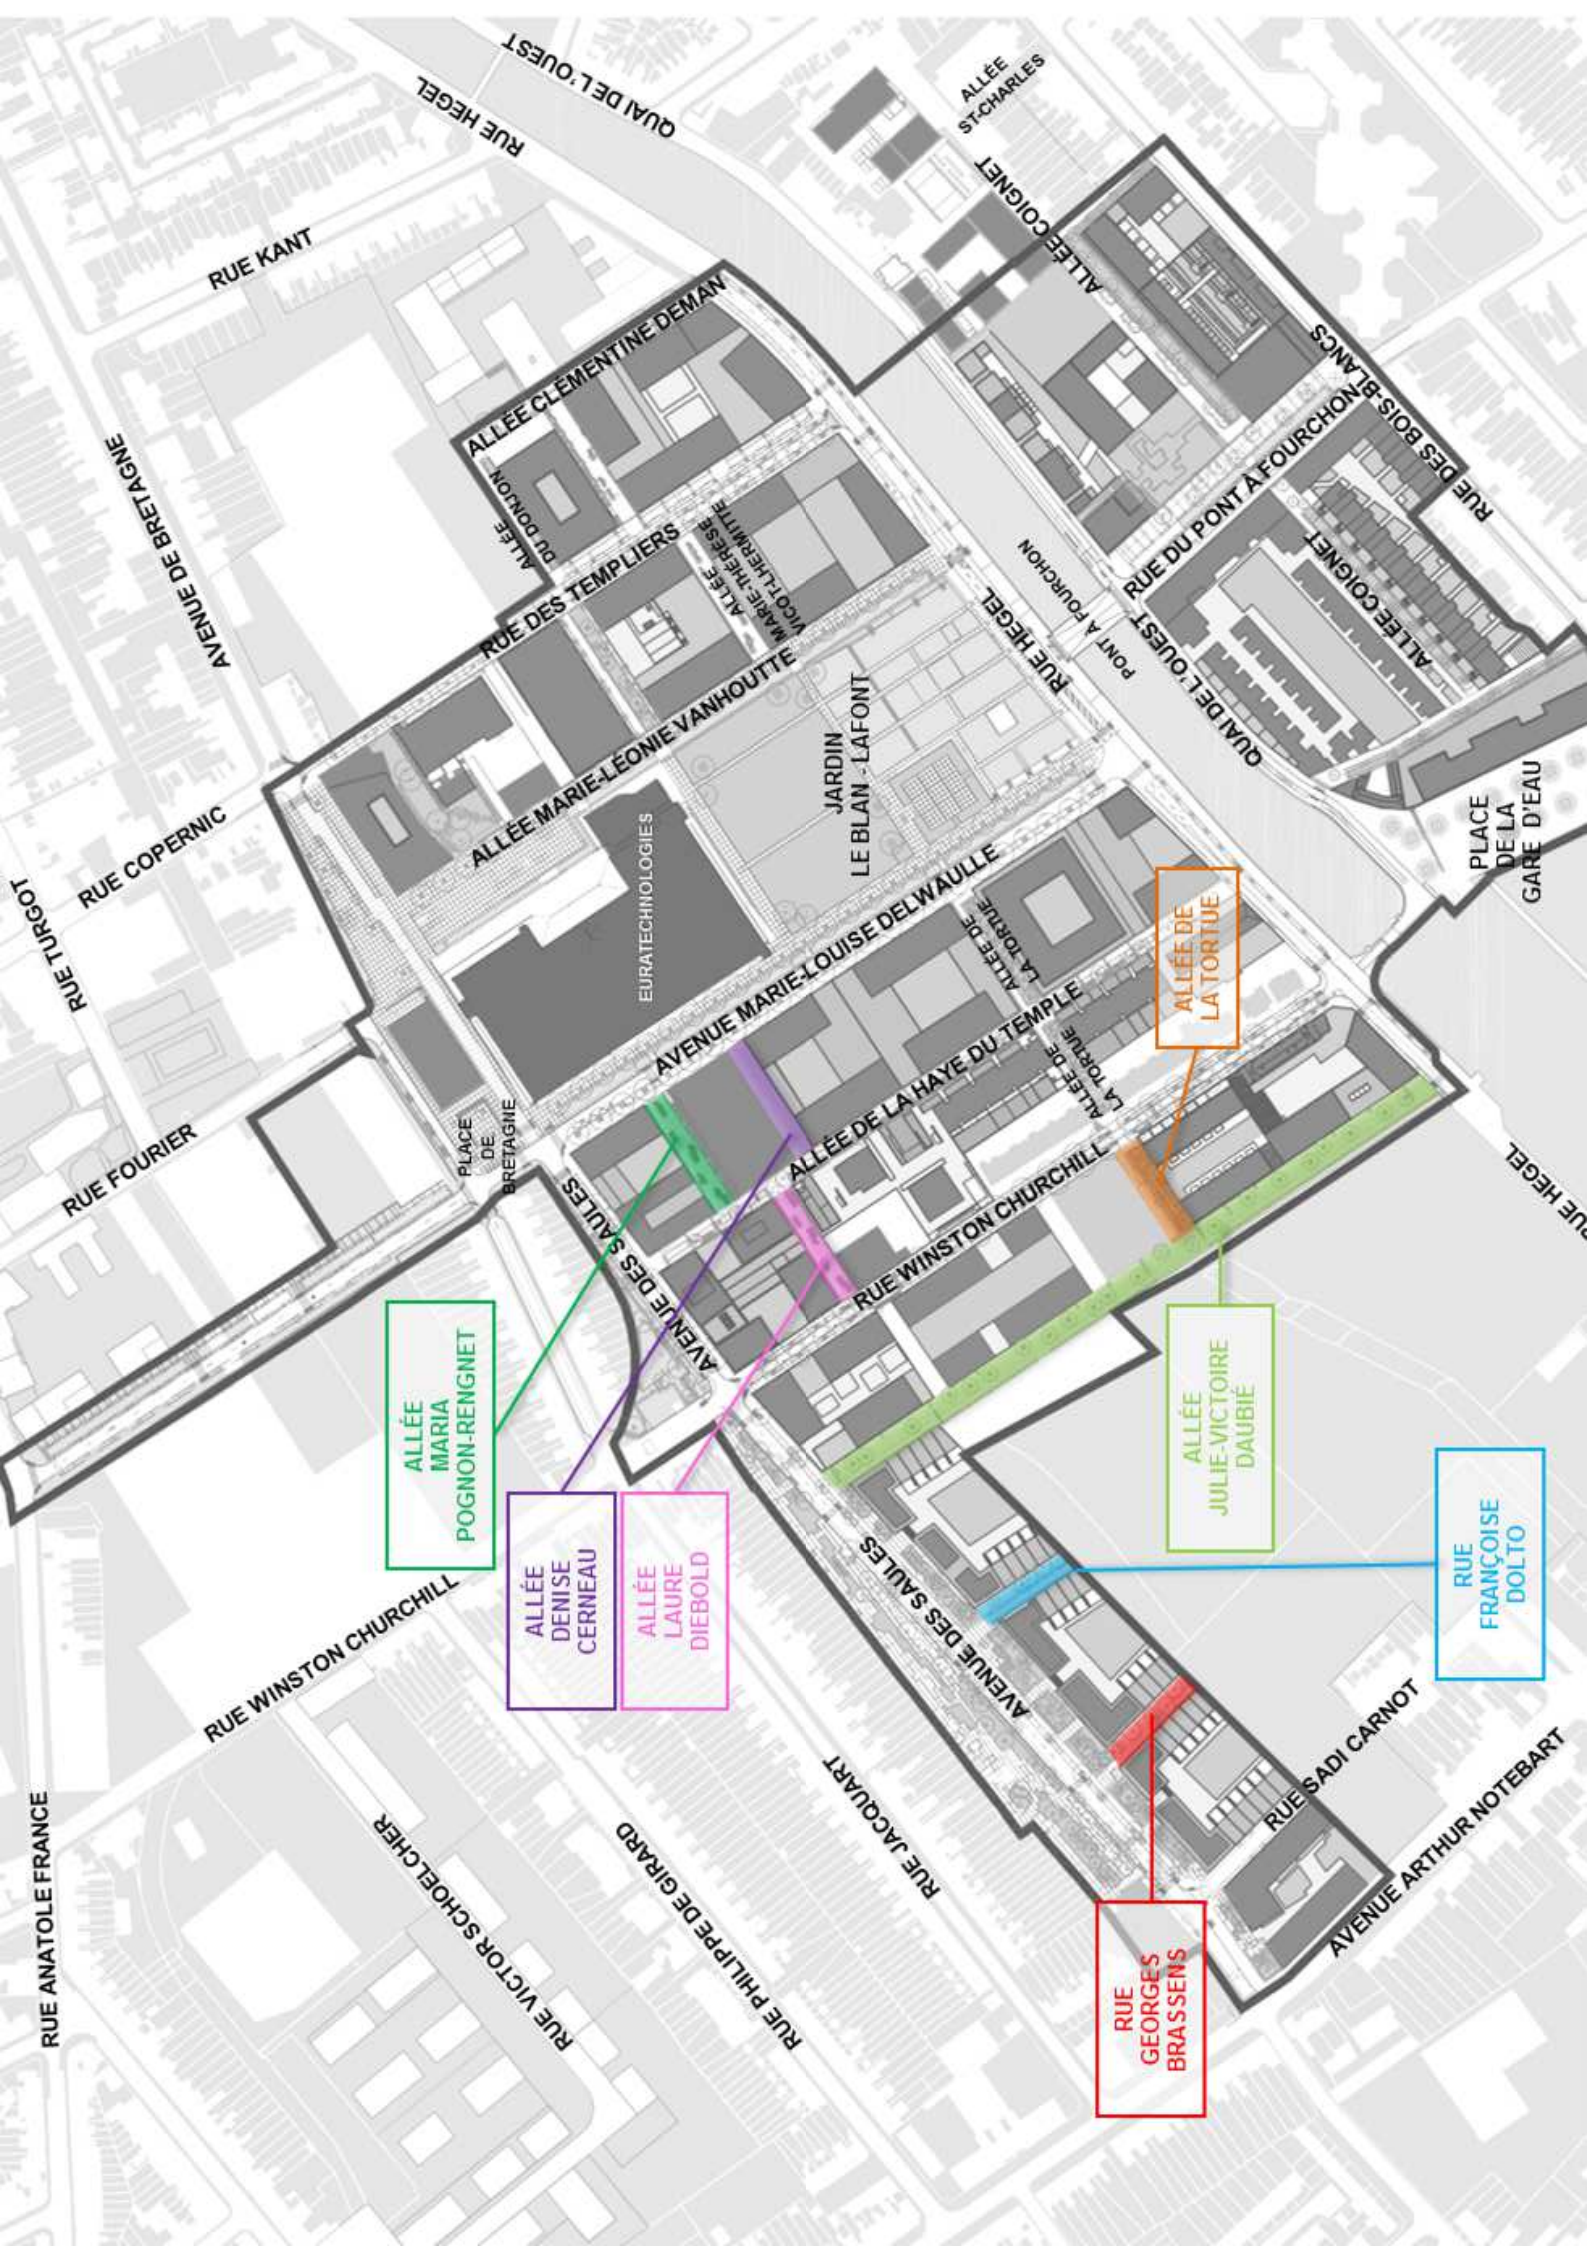 RUE ANATOLE FRANCE
RUE WINSTON CHURCHILL
RUE VICTOR SCHOELCHER
RUE PHILIPPE DE GIRARD
RUE JACQUART
RUE FOURIER
RUE TURGOT
RUE COPERNIC
AVENUE DE BRETAGNE
RUE KANT
RUE HEGEL
QUAI DE L'OUEST
ALLÉE
ST-CHARLES
ALLÉE COIGNET
ALLÉE CLÉMENTINE DEMAN
ALLÉE
DU DONJON
RUE DES TEMPLIERS
ALLÉE
MARIE-THÉRÈSE
VICOT-LHERMITTE
ALLÉE MARIE-LÉONIE VANHOUTTE
EURATECHNOLOGIES
JARDIN
LE BLAN - LAFONT
RUE HEGEL
PONT À FOURCHON
RUE DU PONT À FOURCHON
RUE DES BOIS-BLANCS
QUAI DE L'OUEST
ALLÉE COIGNET
PLACE
DE LA
GARE D'EAU
PLACE
DE
BRETAGNE
AVENUE MARIE-LOUISE DELWAULLE
ALLÉE DE
LA TORTUE
ALLÉE DE LA HAYE DU TEMPLE
ALLÉE DE
LA TORTUE
ALLÉE DE
LA TORTUE
AVENUE DES SAULES
RUE WINSTON CHURCHILL
RUE HEGEL
ALLÉE
MARIA
POGNON-RENGNET
ALLÉE
DENISE
CERNEAU
ALLÉE
LAURE
DIEBOLD
ALLÉE
JULIE-VICTOIRE
DAUBIÉ
RUE
FRANÇOISE
DOLTO
AVENUE DES SAULES
RUE SADI CARNOT
AVENUE ARTHUR NOTEBART
RUE
GEORGES
BRASSENS